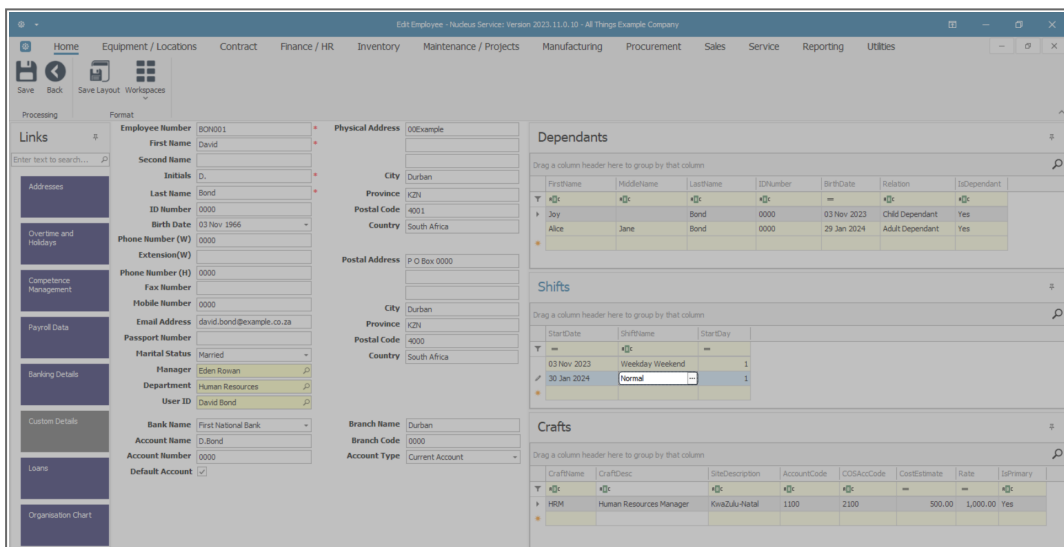 Edit Employee - Nucleus Service: Version 2023.11.0.10 - All Things Example Company
Home Equipment / Locations Contract Finance / HR Inventory Maintenance / Projects Manufacturing Procurement Sales Service Reporting Utilities
Save Back Save Layout Workspaces
Processing Format
Links
Enter text to search...
Addresses
Overtime and
Holidays
Competence
Management
Payroll Data
Banking Details
Custom Details
Loans
Organisation Chart
Employee Number BON001 *
First Name David *
Second Name
Initials D. *
Last Name Bond *
ID Number 0000
Birth Date 03 Nov 1966
Phone Number (W) 0000
Extension(W)
Phone Number (H) 0000
Fax Number
Mobile Number 0000
Email Address david.bond@example.co.za
Passport Number
Marital Status Married
Manager Eden Rowan
Department Human Resources
User ID David Bond
Bank Name First National Bank
Account Name D.Bond
Account Number 0000
Default Account
Physical Address 00Example
City Durban
Province KZN
Postal Code 4001
Country South Africa
Postal Address P O Box 0000
City Durban
Province KZN
Postal Code 4000
Country South Africa
Branch Name Durban
Branch Code 0000
Account Type Current Account
Dependants
Drag a column header here to group by that column
FirstName MiddleName LastName IDNumber BirthDate Relation IsDependant
Joy Bond 0000 03 Nov 2023 Child Dependant Yes
Alice Jane Bond 0000 29 Jan 2024 Adult Dependant Yes
Shifts
Drag a column header here to group by that column
StartDate ShiftName StartDay
03 Nov 2023 Weekday Weekend 1
30 Jan 2024 Normal ... 1
Crafts
Drag a column header here to group by that column
CraftName CraftDesc SiteDescription AccountCode COSAccCode CostEstimate Rate IsPrimary
HRM Human Resources Manager KwaZulu-Natal 1100 2100 500.00 1,000.00 Yes